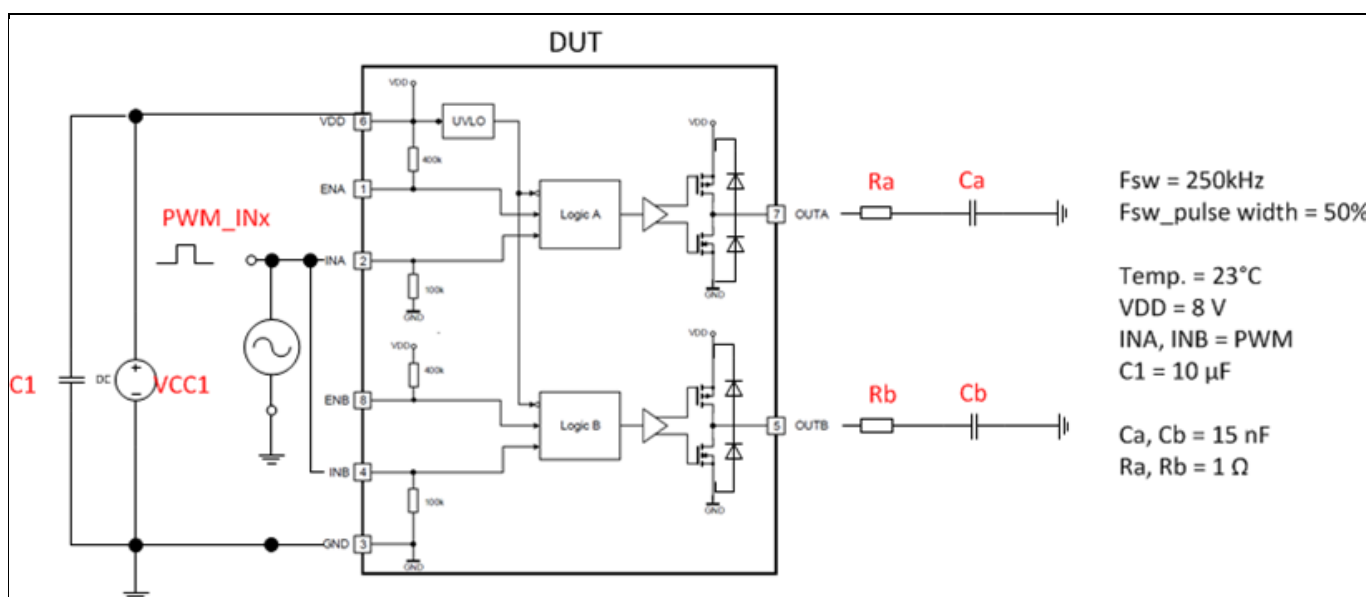 DUT
VDD
VDD 6
UVLO
400k
ENA 1
PWM_INx
Logic A
VDD
7 OUTA
Ra
Ca
INA 2
100k
GND
GND
C1
DC
VCC1
VDD
400k
ENB 8
Logic B
VDD
5 OUTB
Rb
Cb
INB 4
100k
GND
GND 3
GND
Fsw = 250kHz
Fsw_pulse width = 50%
Temp. = 23°C
VDD = 8 V
INA, INB = PWM
C1 = 10 µF
Ca, Cb = 15 nF
Ra, Rb = 1 Ω